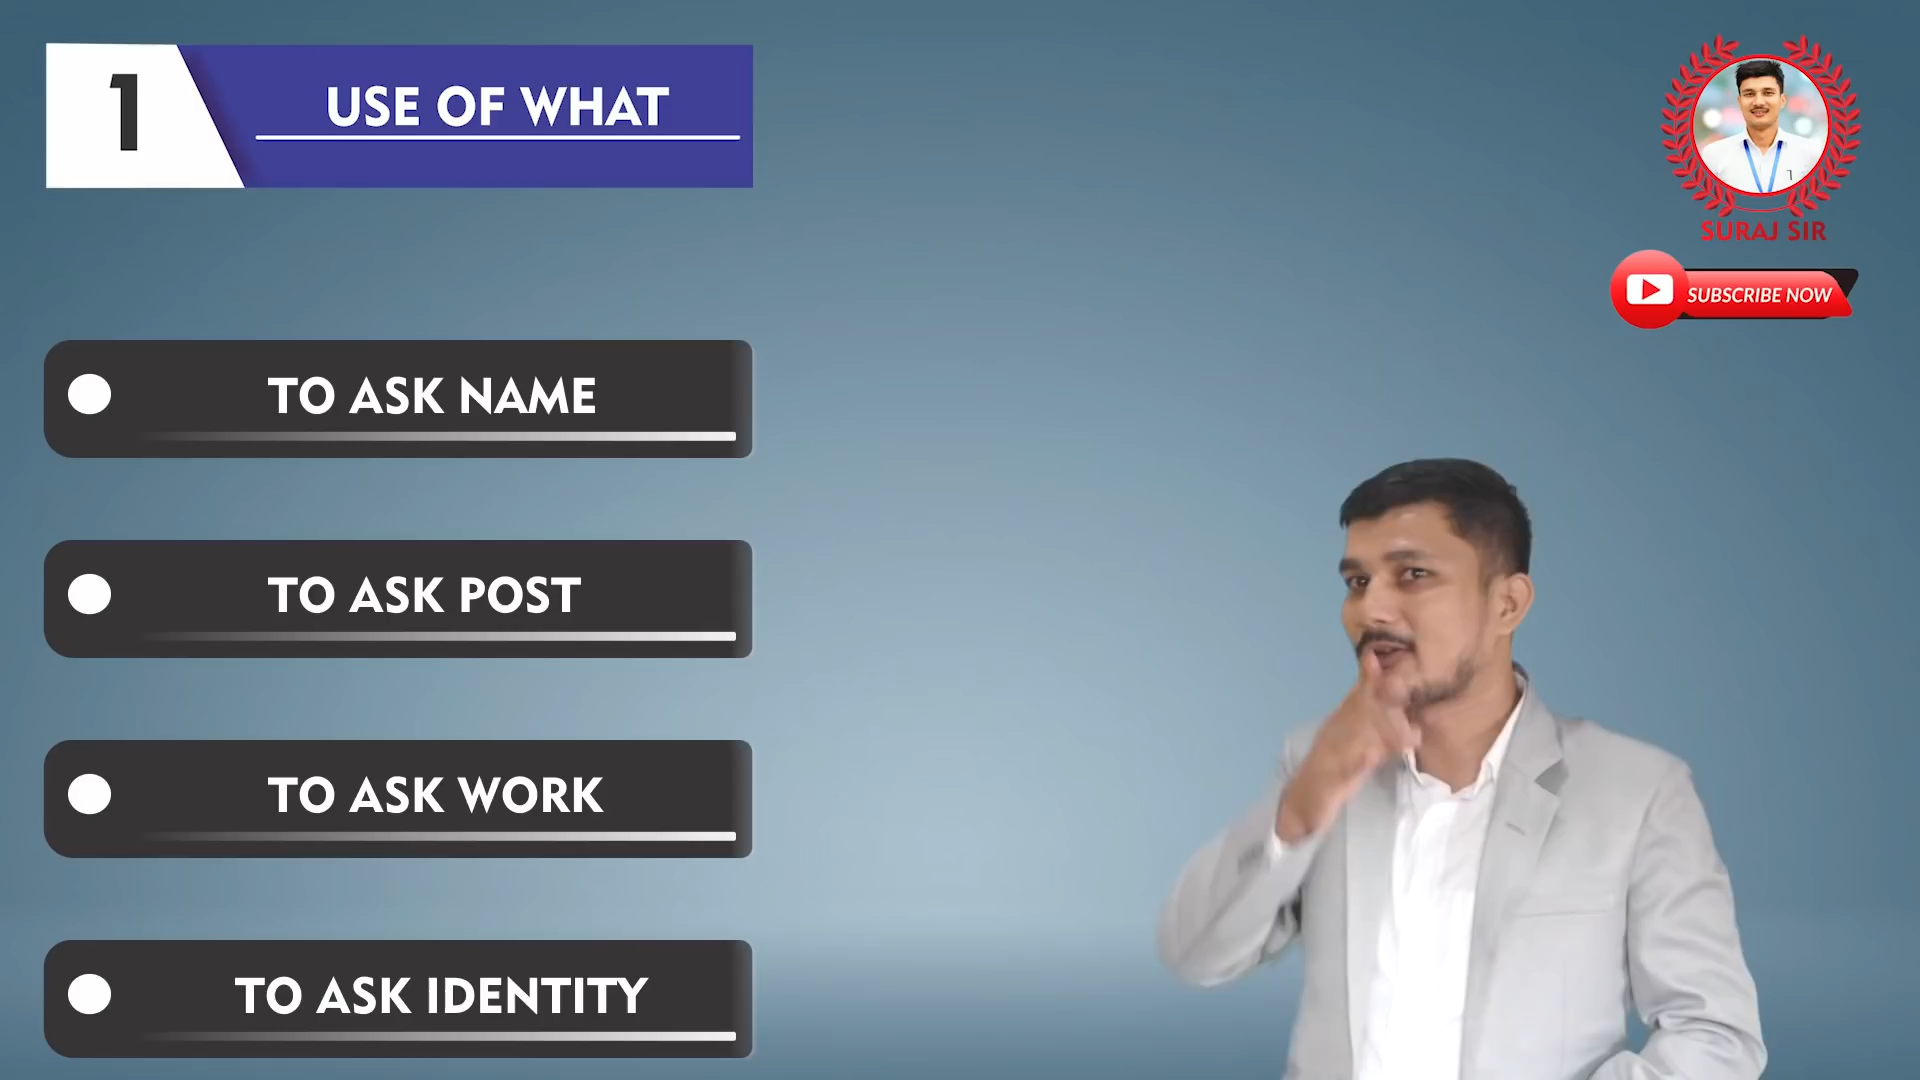 1
USE OF WHAT
SURAJ SIR
SUBSCRIBE NOW
TO ASK NAME
TO ASK POST
TO ASK WORK
TO ASK IDENTITY